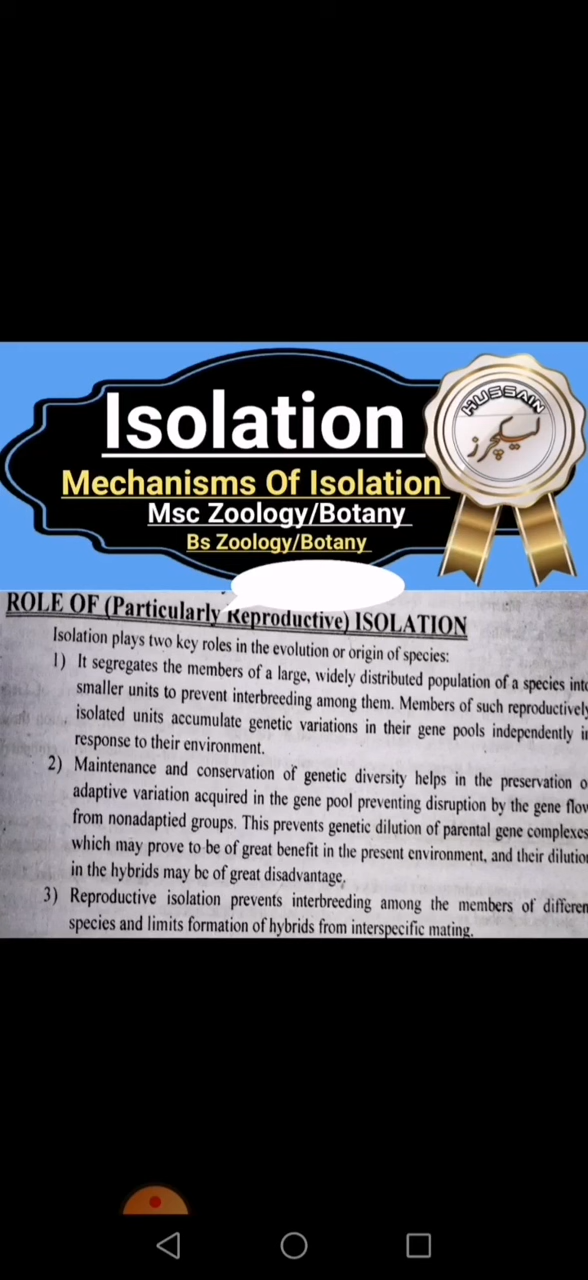 Isolation
Mechanisms Of Isolation
Msc Zoology/Botany
Bs Zoology/Botany
HUSSAIN
لیکچرز
ROLE OF (Particularly Reproductive) ISOLATION
Isolation plays two key roles in the evolution or origin of species:
1) It segregates the members of a large, widely distributed population of a species into
smaller units to prevent interbreeding among them. Members of such reproductively
isolated units accumulate genetic variations in their gene pools independently in
response to their environment.
2) Maintenance and conservation of genetic diversity helps in the preservation o
adaptive variation acquired in the gene pool preventing disruption by the gene flow
from nonadaptied groups. This prevents genetic dilution of parental gene complexes
which may prove to be of great benefit in the present environment, and their dilution
in the hybrids may be of great disadvantage.
3) Reproductive isolation prevents interbreeding among the members of differen
species and limits formation of hybrids from interspecific mating.